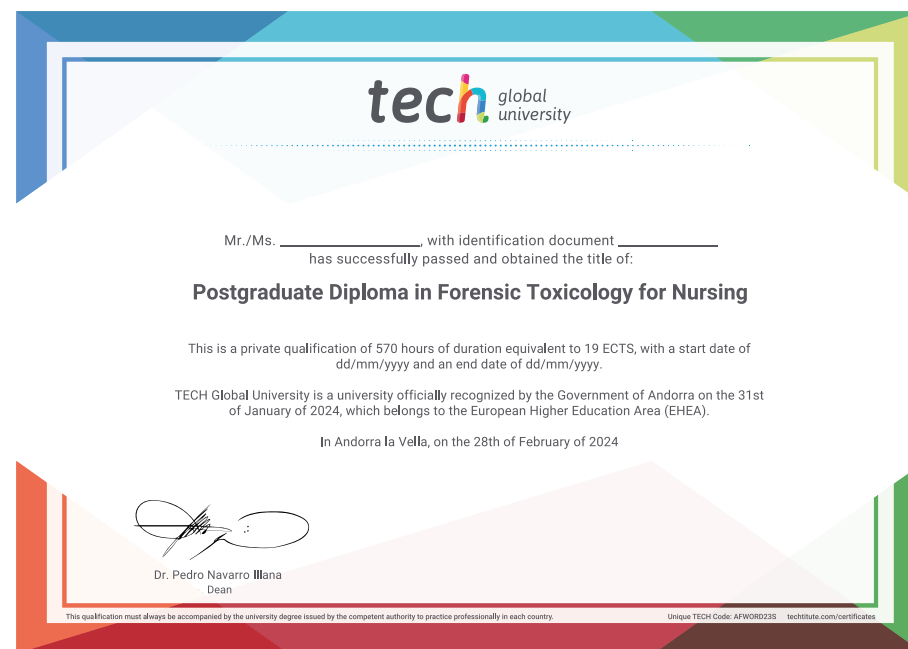 tech global university
Mr./Ms. ____________, with identification document ____________
has successfully passed and obtained the title of:
Postgraduate Diploma in Forensic Toxicology for Nursing
This is a private qualification of 570 hours of duration equivalent to 19 ECTS, with a start date of
dd/mm/yyyy and an end date of dd/mm/yyyy.
TECH Global University is a university officially recognized by the Government of Andorra on the 31st
of January of 2024, which belongs to the European Higher Education Area (EHEA).
In Andorra la Vella, on the 28th of February of 2024
Dr. Pedro Navarro Illana
Dean
This qualification must always be accompanied by the university degree issued by the competent authority to practice professionally in each country.
Unique TECH Code: AFWORD23S techtitute.com/certificates